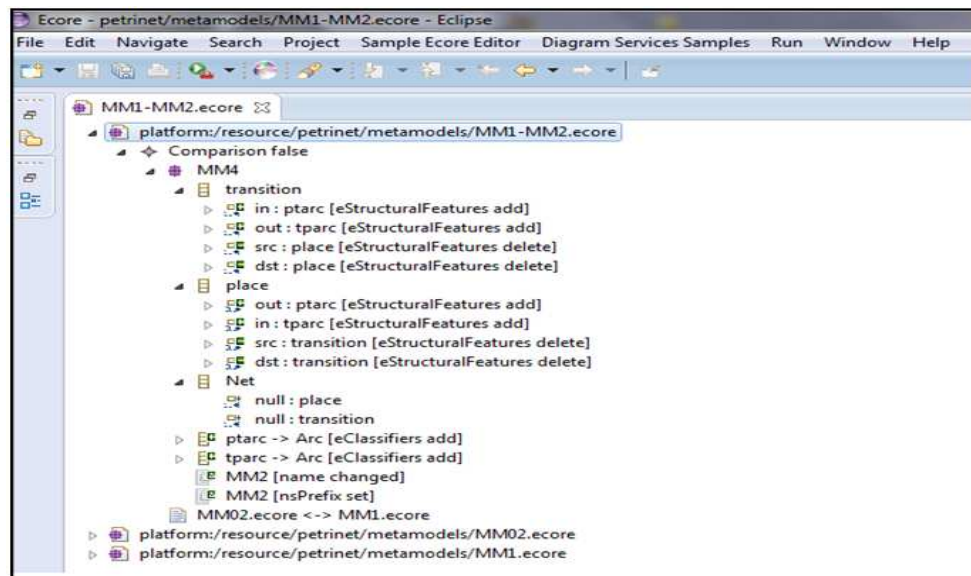 Ecore - petrinet/metamodels/MM1-MM2.ecore - Eclipse
File Edit Navigate Search Project Sample Ecore Editor Diagram Services Samples Run Window Help
MM1-MM2.ecore
platform:/resource/petrinet/metamodels/MM1-MM2.ecore
Comparison false
MM4
transition
in : ptarc [eStructuralFeatures add]
out : tparc [eStructuralFeatures add]
src : place [eStructuralFeatures delete]
dst : place [eStructuralFeatures delete]
place
out : ptarc [eStructuralFeatures add]
in : tparc [eStructuralFeatures add]
src : transition [eStructuralFeatures delete]
dst : transition [eStructuralFeatures delete]
Net
null : place
null : transition
ptarc -> Arc [eClassifiers add]
tparc -> Arc [eClassifiers add]
MM2 [name changed]
MM2 [nsPrefix set]
MM02.ecore <-> MM1.ecore
platform:/resource/petrinet/metamodels/MM02.ecore
platform:/resource/petrinet/metamodels/MM1.ecore